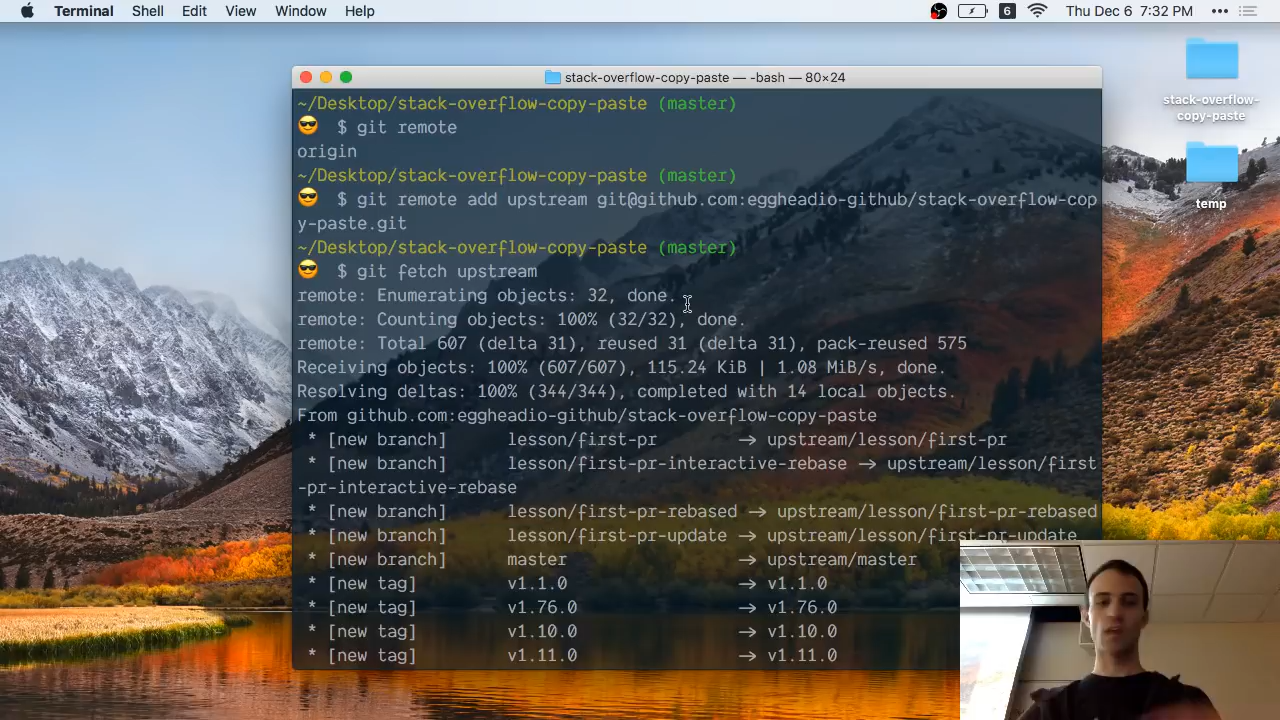 Terminal Shell Edit View Window Help 6 Thu Dec 6 7:32 PM
stack-overflow-copy-paste — -bash — 80×24
~/Desktop/stack-overflow-copy-paste (master)
$ git remote
origin
~/Desktop/stack-overflow-copy-paste (master)
$ git remote add upstream git@github.com:eggheadio-github/stack-overflow-cop
y-paste.git
~/Desktop/stack-overflow-copy-paste (master)
$ git fetch upstream
remote: Enumerating objects: 32, done.
remote: Counting objects: 100% (32/32), done.
remote: Total 607 (delta 31), reused 31 (delta 31), pack-reused 575
Receiving objects: 100% (607/607), 115.24 KiB | 1.08 MiB/s, done.
Resolving deltas: 100% (344/344), completed with 14 local objects.
From github.com:eggheadio-github/stack-overflow-copy-paste
* [new branch] lesson/first-pr -> upstream/lesson/first-pr
* [new branch] lesson/first-pr-interactive-rebase -> upstream/lesson/first
-pr-interactive-rebase
* [new branch] lesson/first-pr-rebased -> upstream/lesson/first-pr-rebased
* [new branch] lesson/first-pr-update -> upstream/lesson/first-pr-update
* [new branch] master -> upstream/master
* [new tag] v1.1.0 -> v1.1.0
* [new tag] v1.76.0 -> v1.76.0
* [new tag] v1.10.0 -> v1.10.0
* [new tag] v1.11.0 -> v1.11.0
stack-overflow-
copy-paste
temp